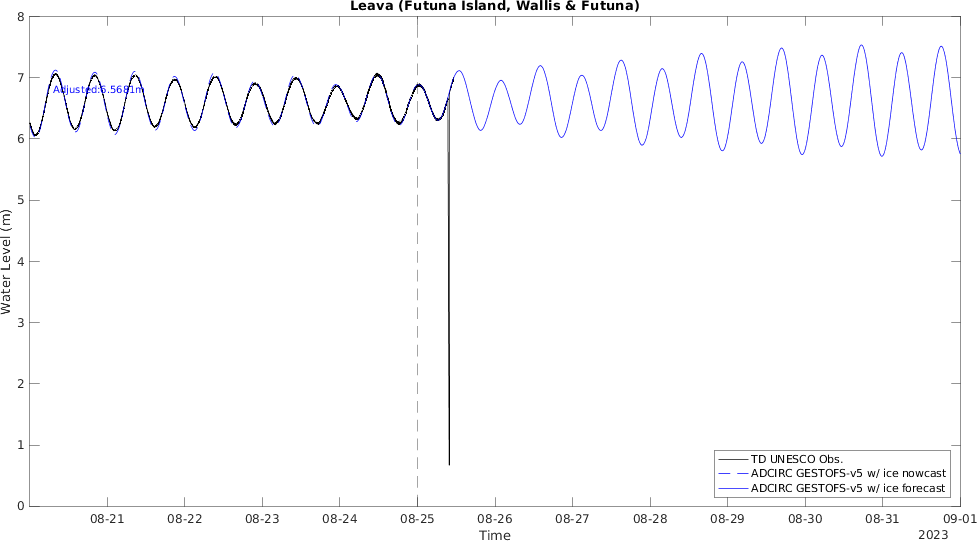 Leava (Futuna Island, Wallis & Futuna)
Adjusted:6.5681m
Water Level (m)
8
7
6
5
4
3
2
1
0
08-21 08-22 08-23 08-24 08-25 08-26 08-27 08-28 08-29 08-30 08-31 09-01
Time
2023
TD UNESCO Obs.
ADCIRC GESTOFS-v5 w/ ice nowcast
ADCIRC GESTOFS-v5 w/ ice forecast